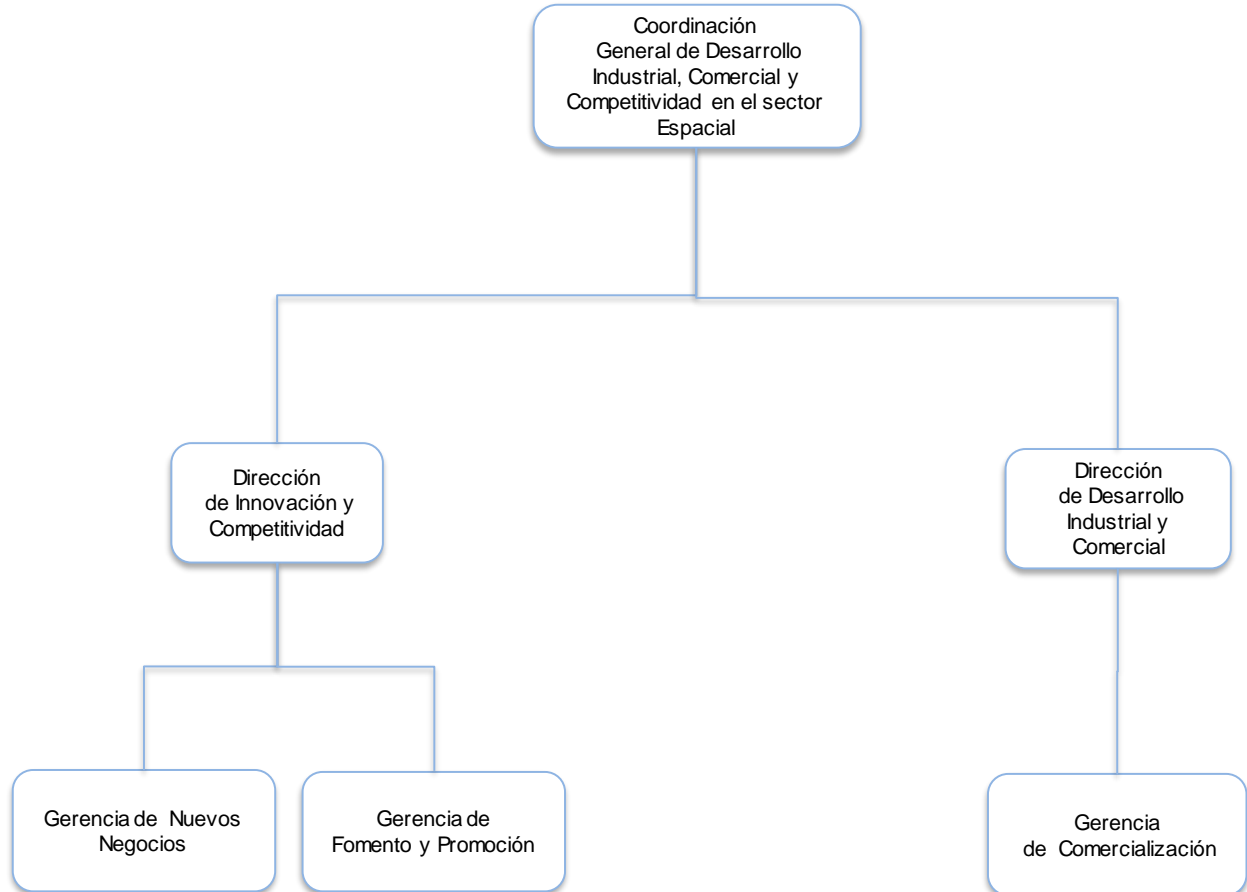 Coordinación
General de Desarrollo
Industrial, Comercial y
Competitividad en el sector
Espacial
Dirección
de Innovación y
Competitividad
Dirección
de Desarrollo
Industrial y
Comercial
Gerencia de Nuevos
Negocios
Gerencia de
Fomento y Promoción
Gerencia
de Comercialización